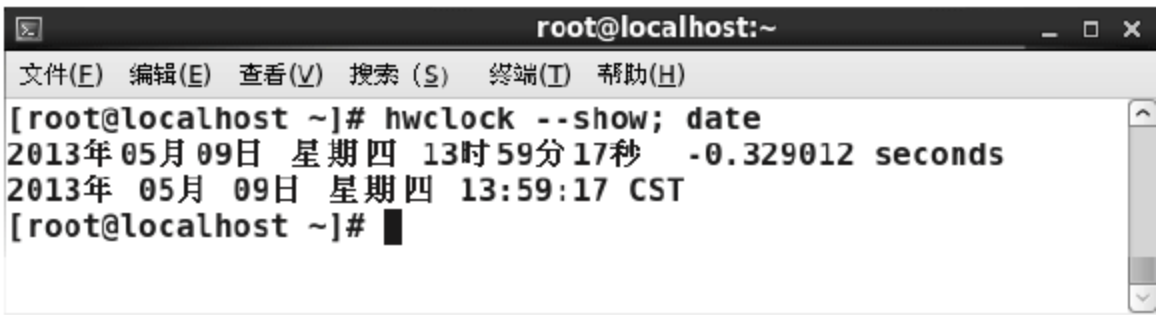 root@localhost:~
文件(F) 编辑(E) 查看(V) 搜索 (S) 终端(T) 帮助(H)
[root@localhost ~]# hwclock --show; date
2013年05月09日 星期四 13时59分17秒 -0.329012 seconds
2013年 05月 09日 星期四 13:59:17 CST
[root@localhost ~]#